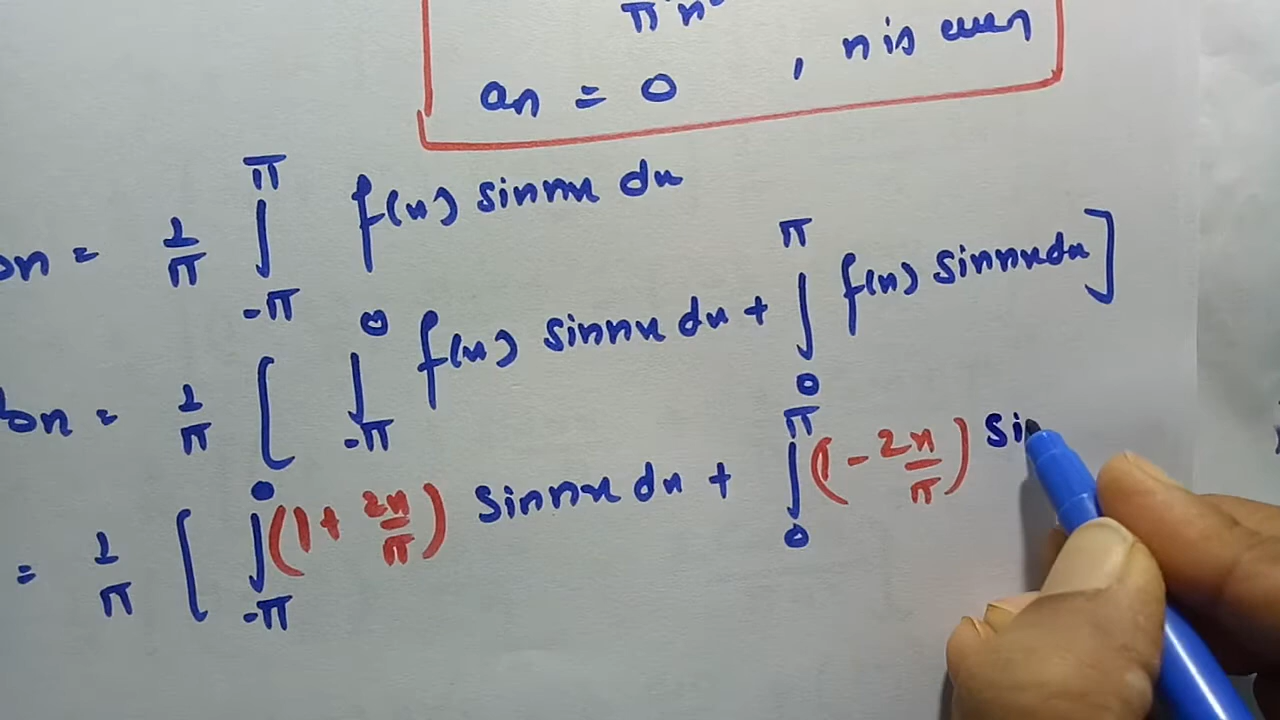 π n²
an = 0 , n is even
bn = 1/π ∫_{-π}^{π} f(x) sinnx dx
bn = 1/π [ ∫_{-π}^{0} f(x) sinnx dx + ∫_{0}^{π} f(x) sinnx dx ]
= 1/π [ ∫_{-π}^{0} (1 + 2x/π) sinnx dx + ∫_{0}^{π} (1 - 2x/π) si